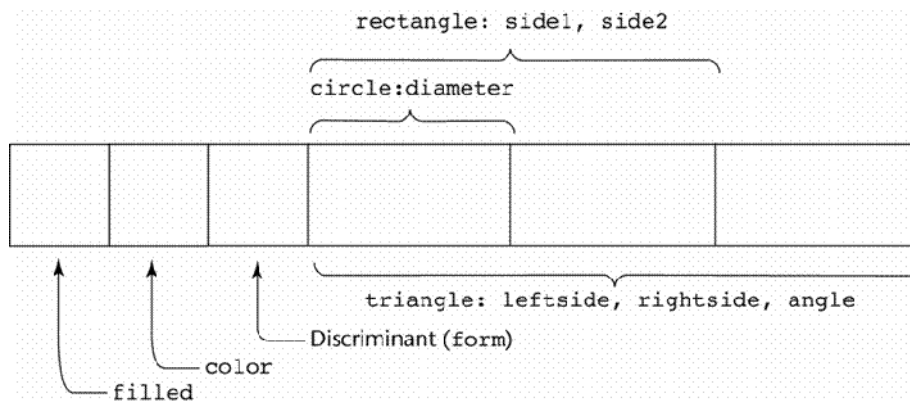 rectangle: side1, side2
circle:diameter
triangle: leftside, rightside, angle
Discriminant (form)
color
filled